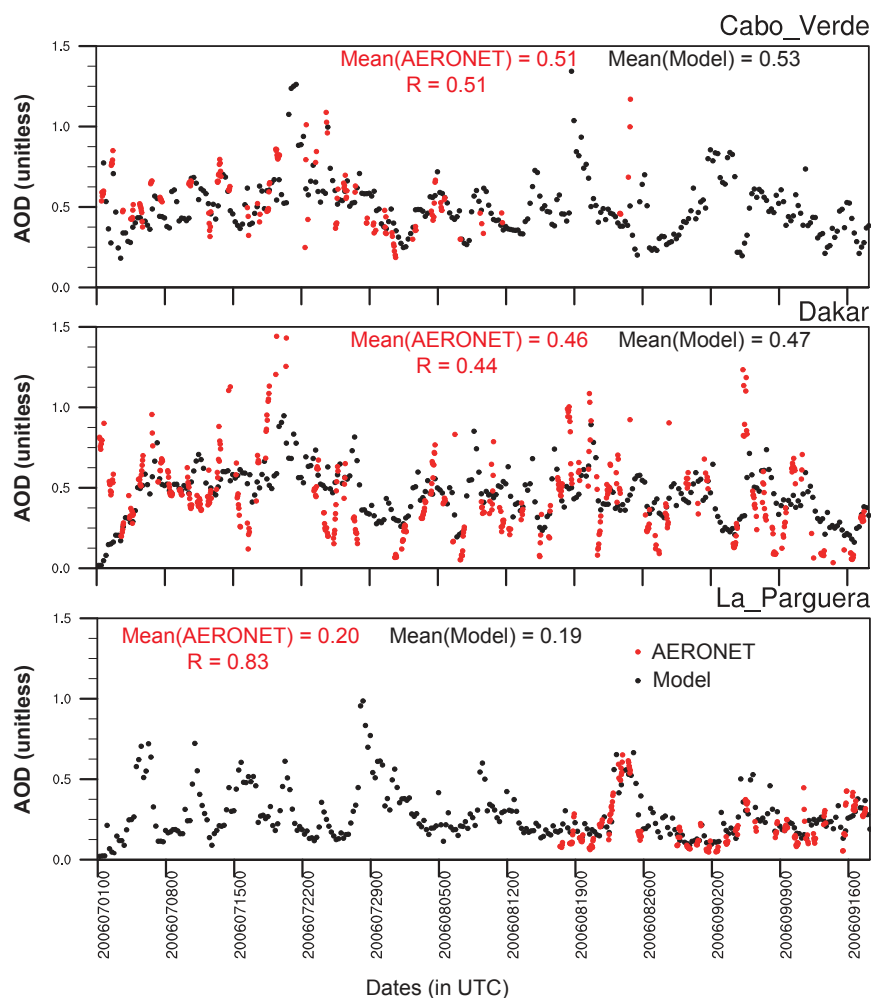 Cabo_Verde
1.5
Mean(AERONET) = 0.51 Mean(Model) = 0.53
R = 0.51
1.0
AOD (unitless)
0.5
0.0
Dakar
1.5
Mean(AERONET) = 0.46 Mean(Model) = 0.47
R = 0.44
1.0
AOD (unitless)
0.5
0.0
La_Parguera
1.5
Mean(AERONET) = 0.20 Mean(Model) = 0.19
R = 0.83
AERONET
Model
1.0
AOD (unitless)
0.5
0.0
2006070100
2006070800
2006071500
2006072200
2006072900
2006080500
2006081200
2006081900
2006082600
2006090200
2006090900
2006091600
Dates (in UTC)